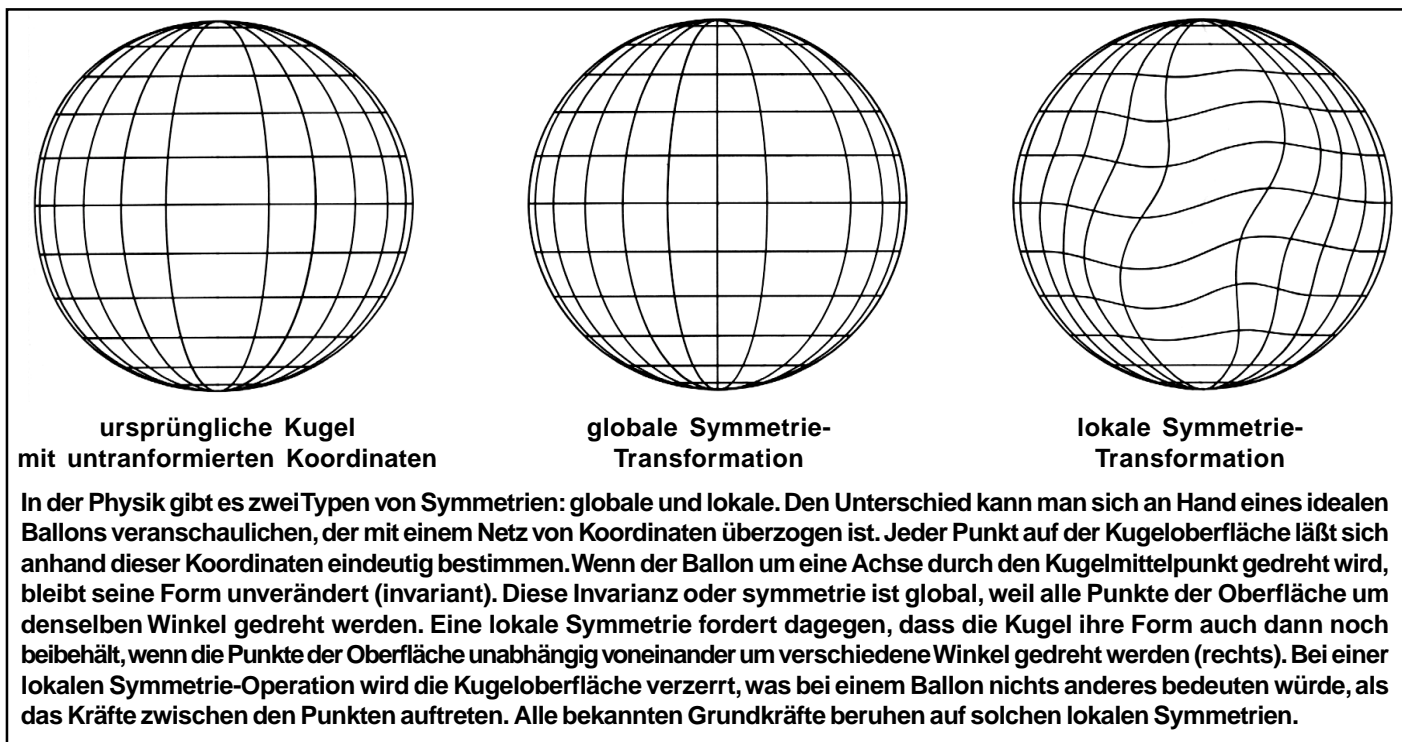 ursprüngliche Kugel
mit untranformierten Koordinaten
globale Symmetrie-
Transformation
lokale Symmetrie-
Transformation
In der Physik gibt es zwei Typen von Symmetrien: globale und lokale. Den Unterschied kann man sich an Hand eines idealen
Ballons veranschaulichen, der mit einem Netz von Koordinaten überzogen ist. Jeder Punkt auf der Kugeloberfläche läßt sich
anhand dieser Koordinaten eindeutig bestimmen. Wenn der Ballon um eine Achse durch den Kugelmittelpunkt gedreht wird,
bleibt seine Form unverändert (invariant). Diese Invarianz oder symmetrie ist global, weil alle Punkte der Oberfläche um
denselben Winkel gedreht werden. Eine lokale Symmetrie fordert dagegen, dass die Kugel ihre Form auch dann noch
beibehält, wenn die Punkte der Oberfläche unabhängig voneinander um verschiedene Winkel gedreht werden (rechts). Bei einer
lokalen Symmetrie-Operation wird die Kugeloberfläche verzerrt, was bei einem Ballon nichts anderes bedeuten würde, als
das Kräfte zwischen den Punkten auftreten. Alle bekannten Grundkräfte beruhen auf solchen lokalen Symmetrien.